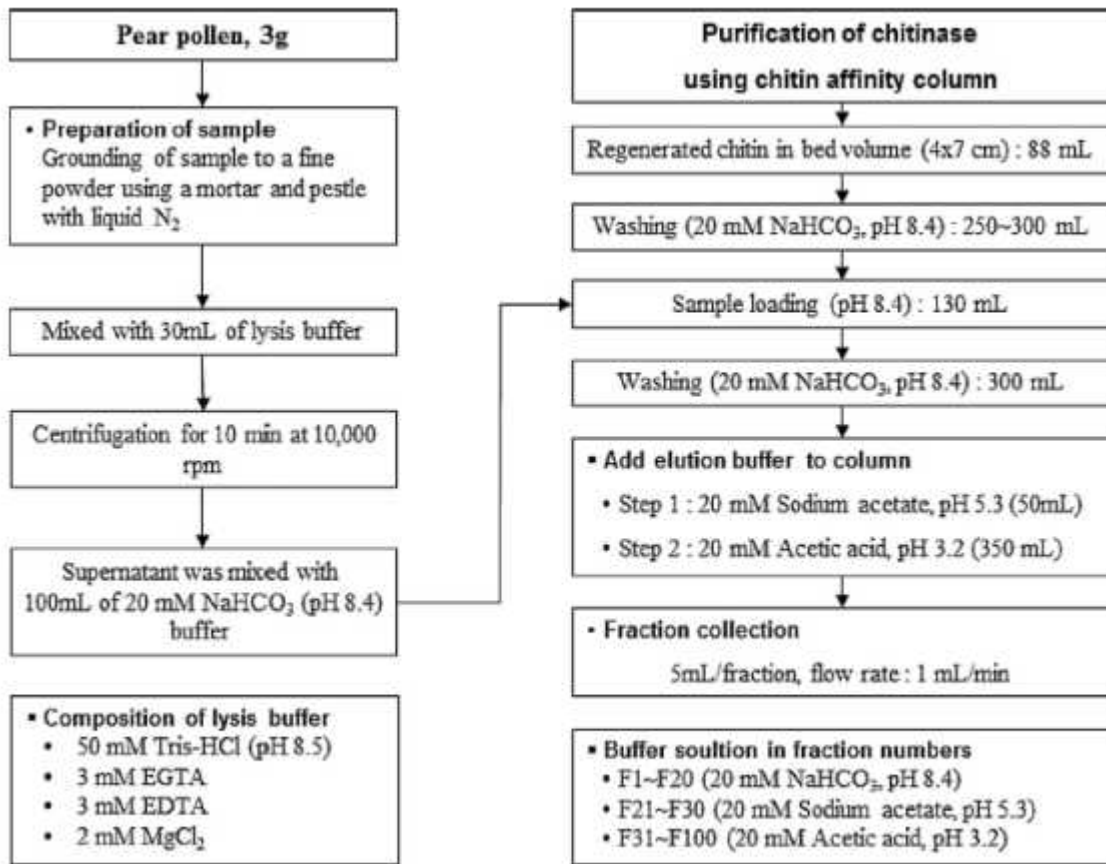 Pear pollen, 3g
• Preparation of sample
Grounding of sample to a fine
powder using a mortar and pestle
with liquid N₂
Mixed with 30mL of lysis buffer
Centrifugation for 10 min at 10,000
rpm
Supernatant was mixed with
100mL of 20 mM NaHCO₃ (pH 8.4)
buffer
▪ Composition of lysis buffer
• 50 mM Tris-HCl (pH 8.5)
• 3 mM EGTA
• 3 mM EDTA
• 2 mM MgCl₂
Purification of chitinase
using chitin affinity column
Regenerated chitin in bed volume (4x7 cm) : 88 mL
Washing (20 mM NaHCO₃, pH 8.4) : 250~300 mL
Sample loading (pH 8.4) : 130 mL
Washing (20 mM NaHCO₃, pH 8.4) : 300 mL
▪ Add elution buffer to column
• Step 1 : 20 mM Sodium acetate, pH 5.3 (50mL)
• Step 2 : 20 mM Acetic acid, pH 3.2 (350 mL)
• Fraction collection
5mL/fraction, flow rate : 1 mL/min
▪ Buffer soultion in fraction numbers
• F1~F20 (20 mM NaHCO₃, pH 8.4)
• F21~F30 (20 mM Sodium acetate, pH 5.3)
• F31~F100 (20 mM Acetic acid, pH 3.2)